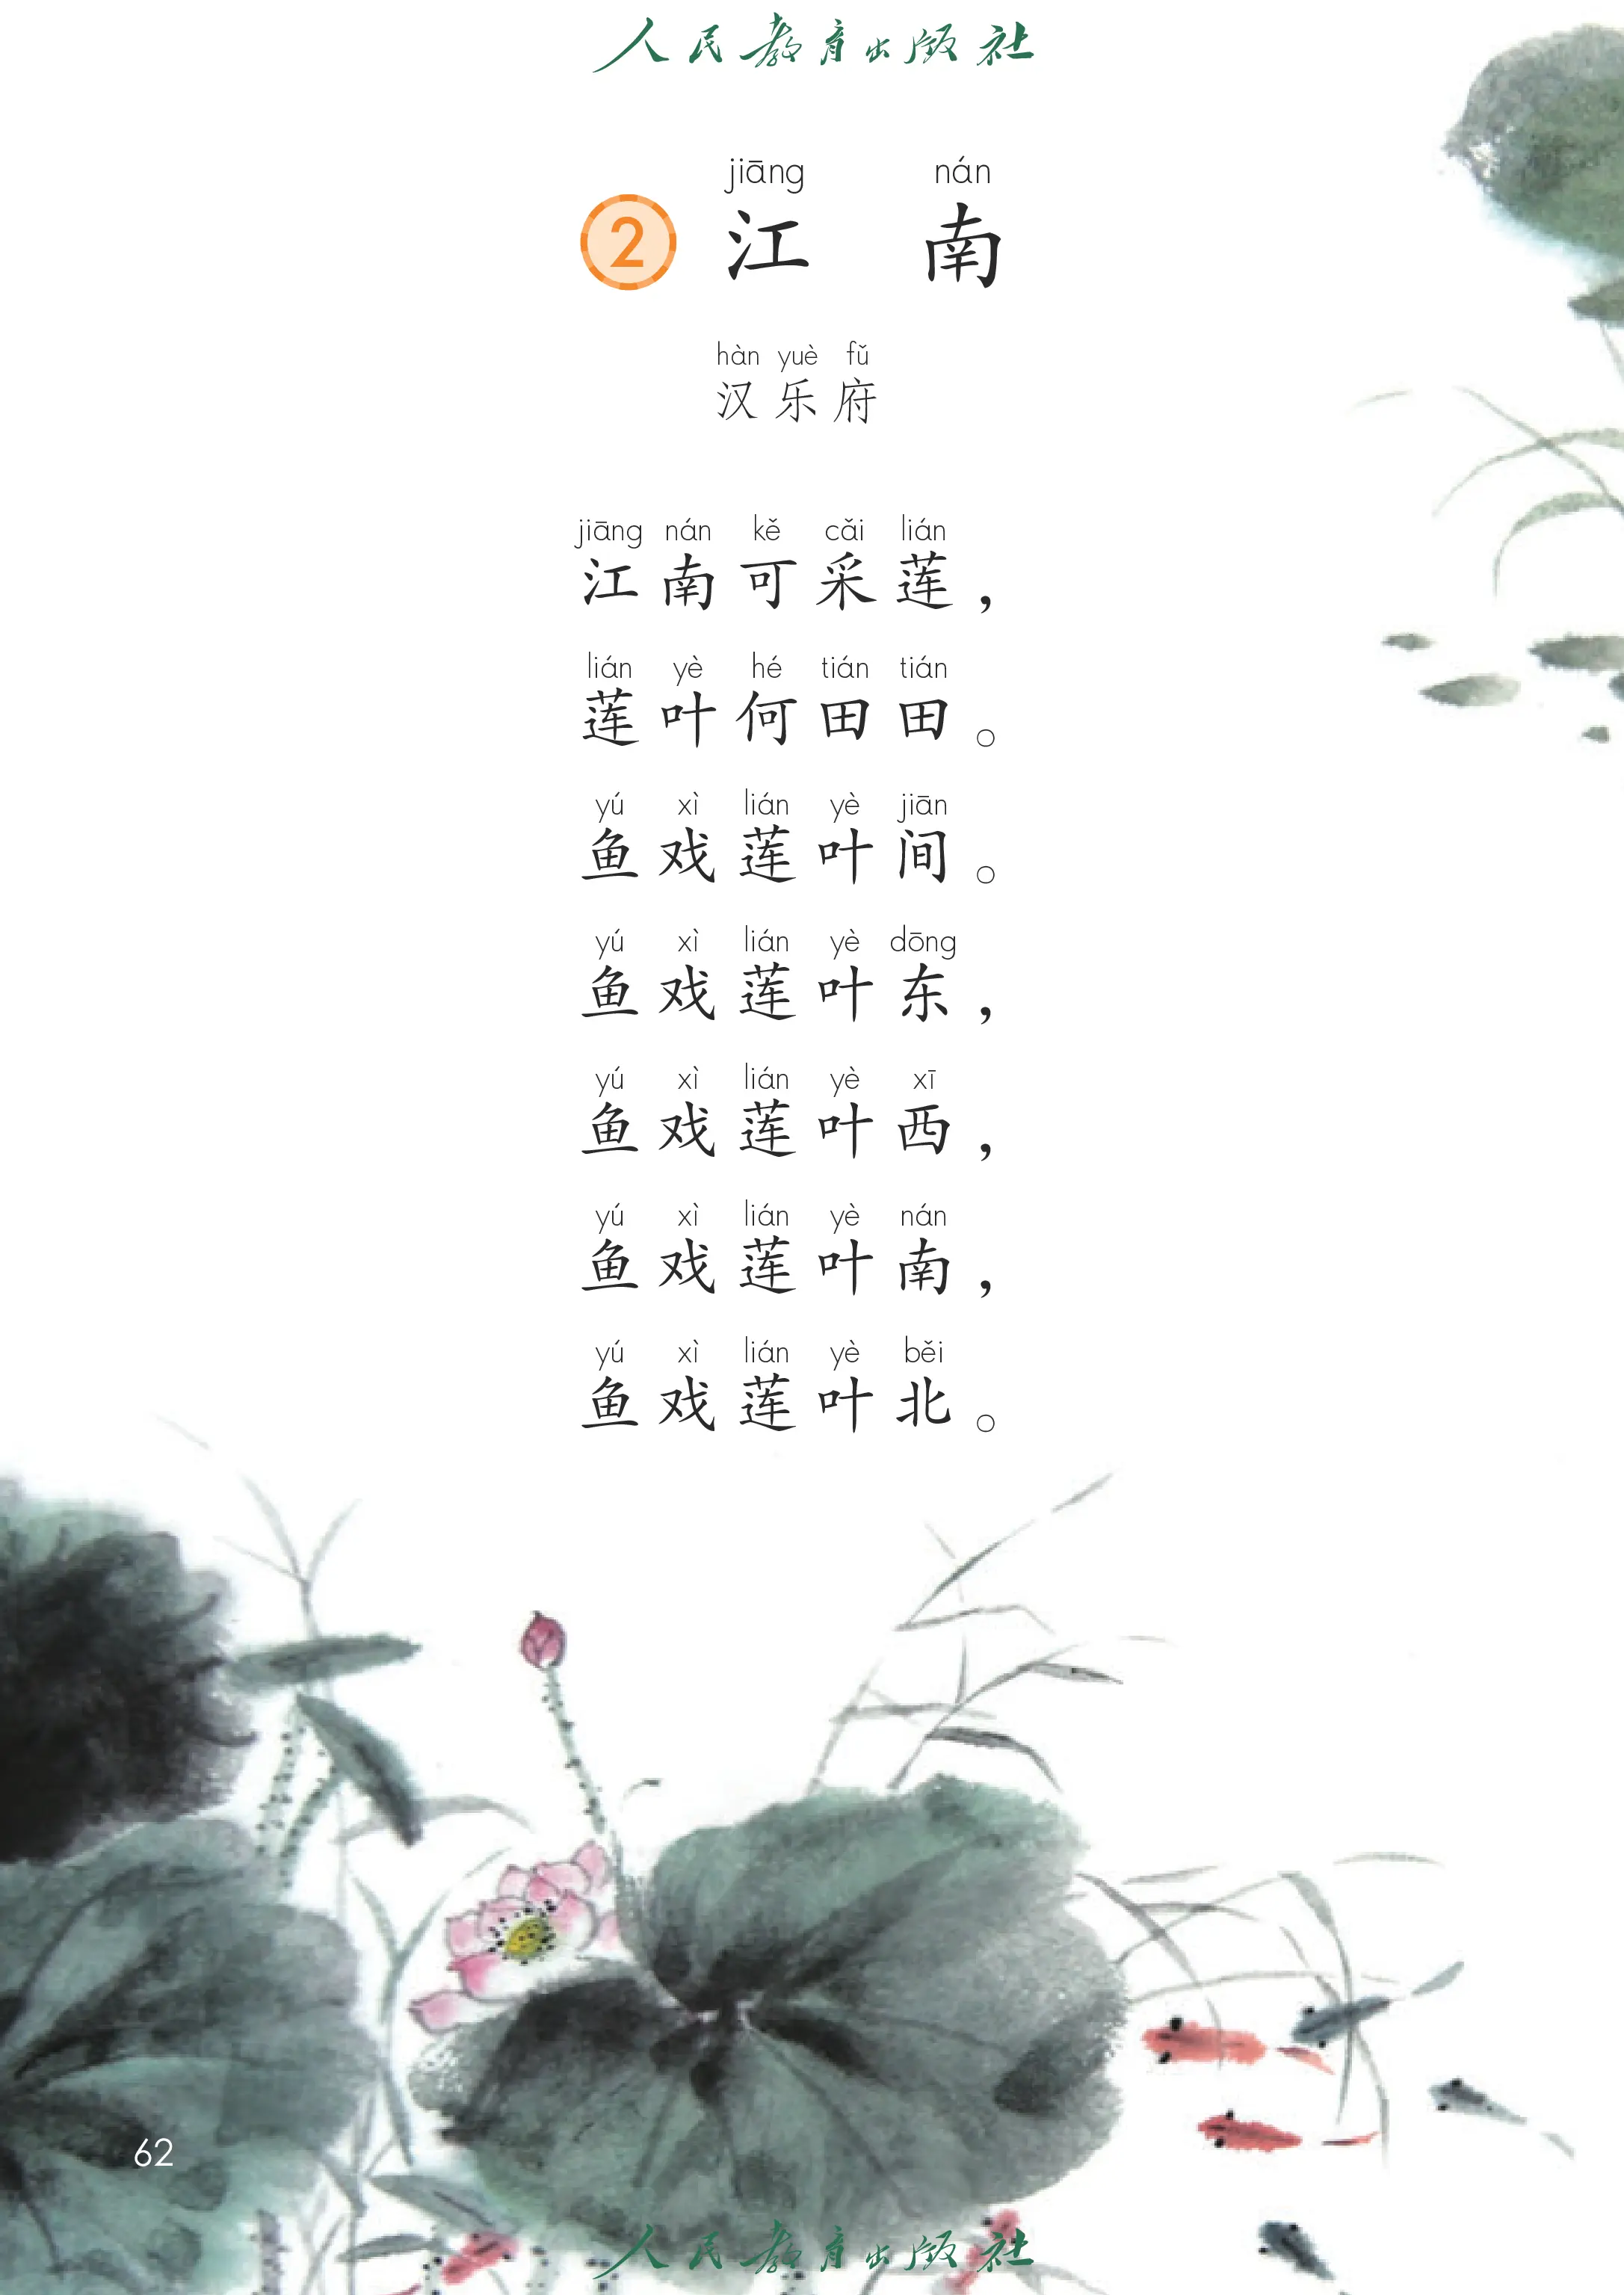 人民教育出版社
jiāng nán
2 江 南
hàn yuè fǔ
汉乐府
jiāng nán kě cǎi lián
江南可采莲，
lián yè hé tián tián
莲叶何田田。
yú xì lián yè jiān
鱼戏莲叶间。
yú xì lián yè dōng
鱼戏莲叶东，
yú xì lián yè xī
鱼戏莲叶西，
yú xì lián yè nán
鱼戏莲叶南，
yú xì lián yè běi
鱼戏莲叶北。
62
人民教育出版社